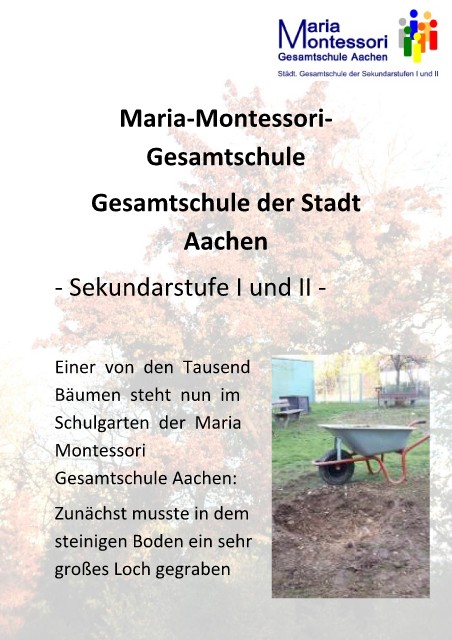 Maria
Montessori
Gesamtschule Aachen
Städt. Gesamtschule der Sekundarstufen I und II
Maria-Montessori-
Gesamtschule
Gesamtschule der Stadt
Aachen
- Sekundarstufe I und II -
Einer von den Tausend
Bäumen steht nun im
Schulgarten der Maria
Montessori
Gesamtschule Aachen:
Zunächst musste in dem
steinigen Boden ein sehr
großes Loch gegraben